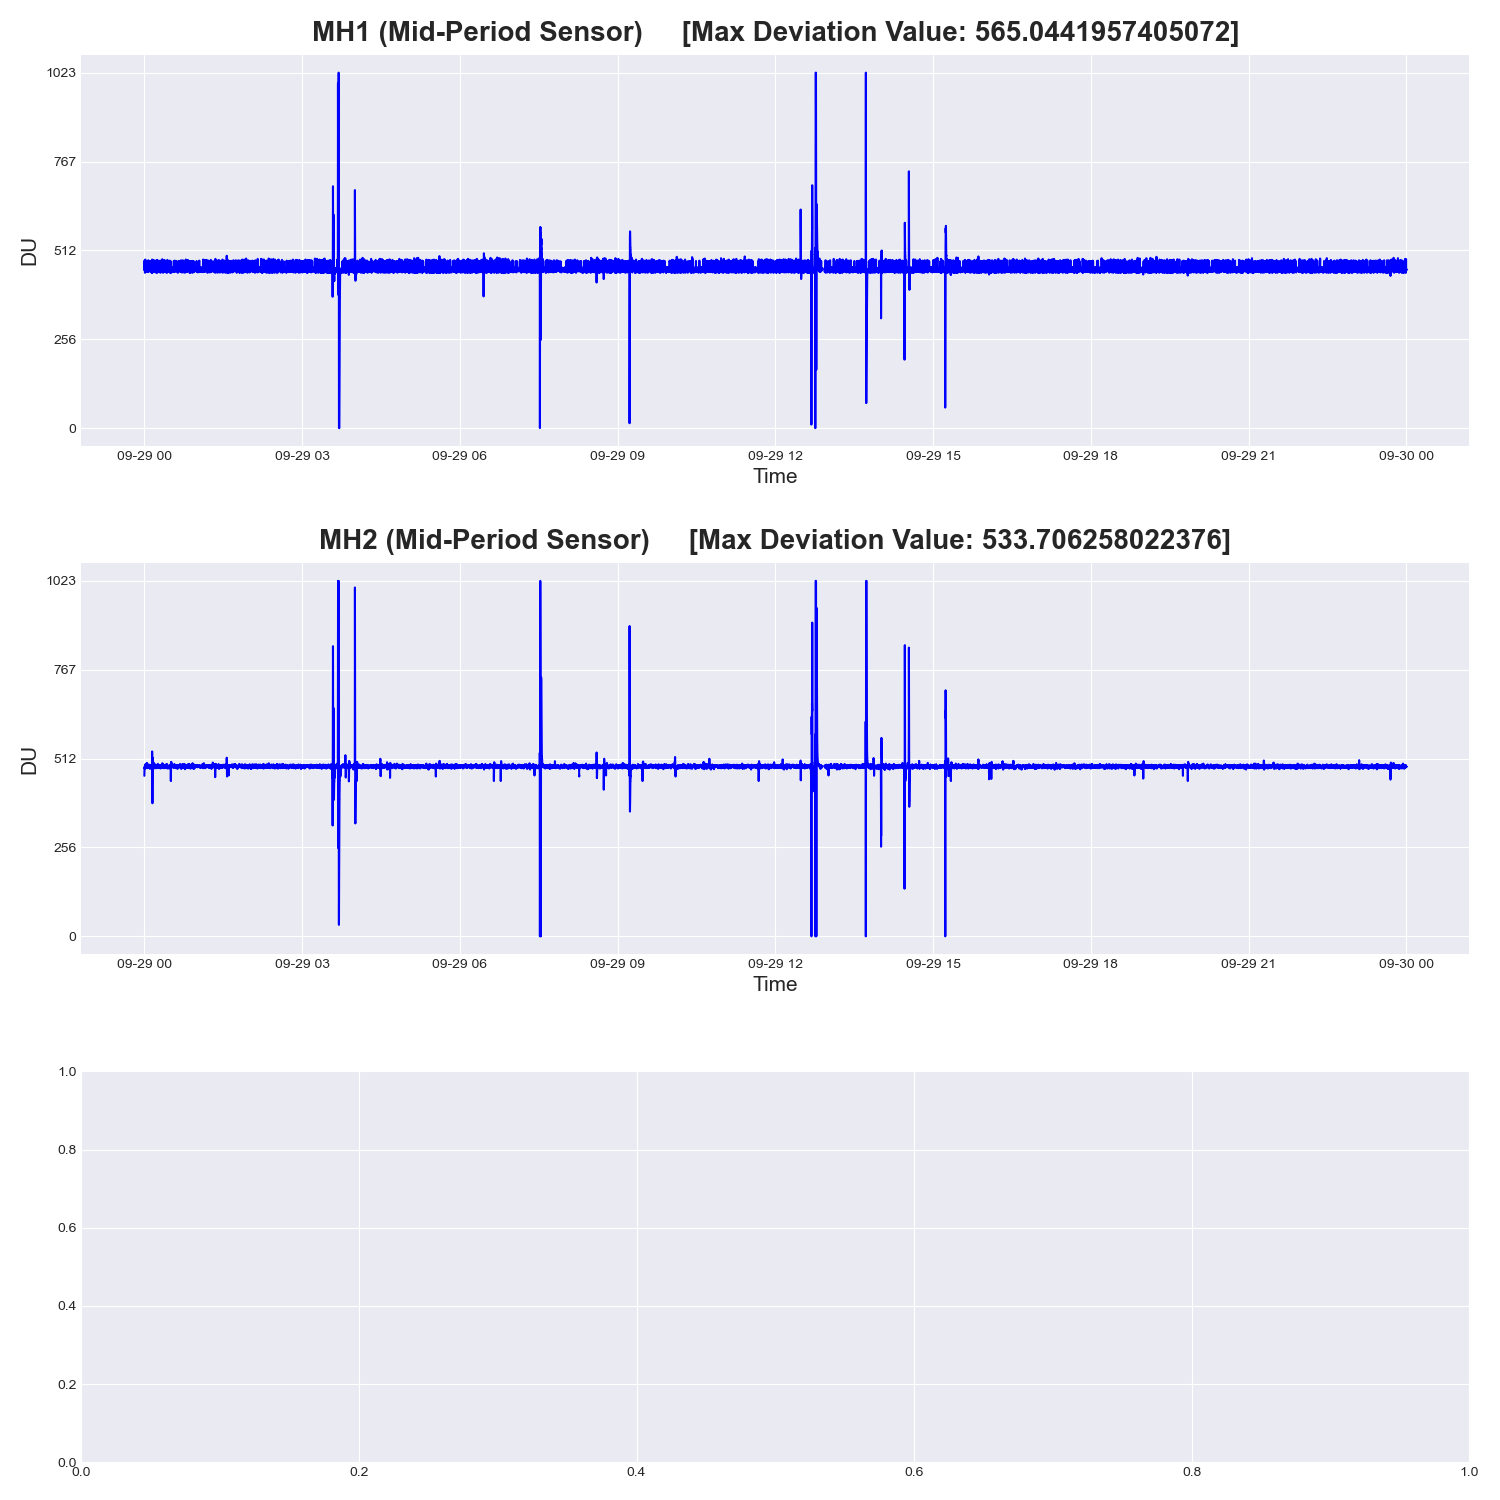 MH1 (Mid-Period Sensor) [Max Deviation Value: 565.0441957405072]
1023
767
512
256
0
DU
09-29 00 09-29 03 09-29 06 09-29 09 09-29 12 09-29 15 09-29 18 09-29 21 09-30 00
Time
MH2 (Mid-Period Sensor) [Max Deviation Value: 533.706258022376]
1023
767
512
256
0
DU
09-29 00 09-29 03 09-29 06 09-29 09 09-29 12 09-29 15 09-29 18 09-29 21 09-30 00
Time
1.0
0.8
0.6
0.4
0.2
0.0
0.0 0.2 0.4 0.6 0.8 1.0